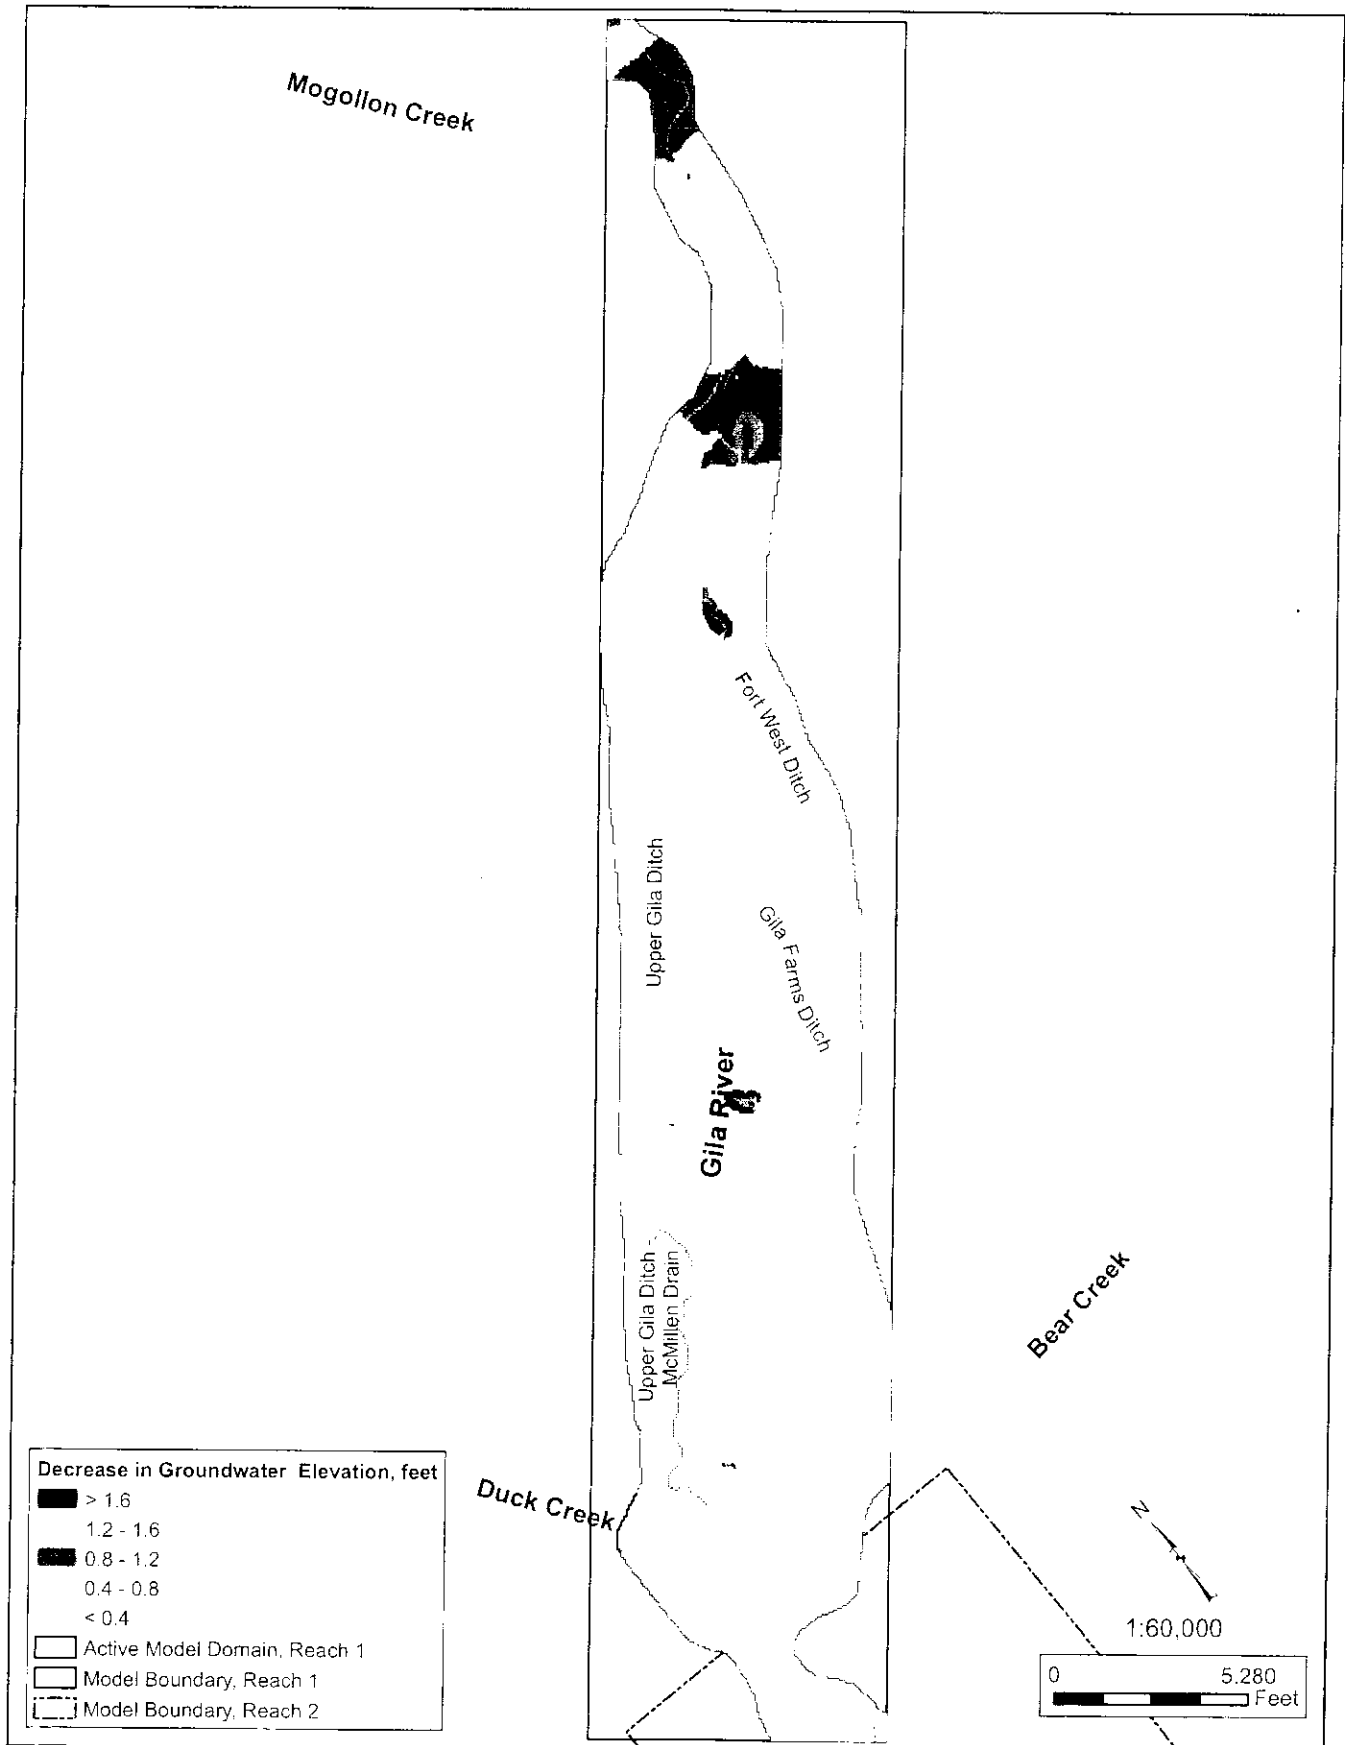 Mogollon Creek
Fort West Ditch
Upper Gila Ditch
Gila Farms Ditch
Gila River
Upper Gila Ditch
McMillen Drain
Bear Creek
Duck Creek
Decrease in Groundwater Elevation, feet
> 1.6
1.2 - 1.6
0.8 - 1.2
0.4 - 0.8
< 0.4
Active Model Domain, Reach 1
Model Boundary, Reach 1
Model Boundary, Reach 2
N
1:60,000
0 5.280
Feet